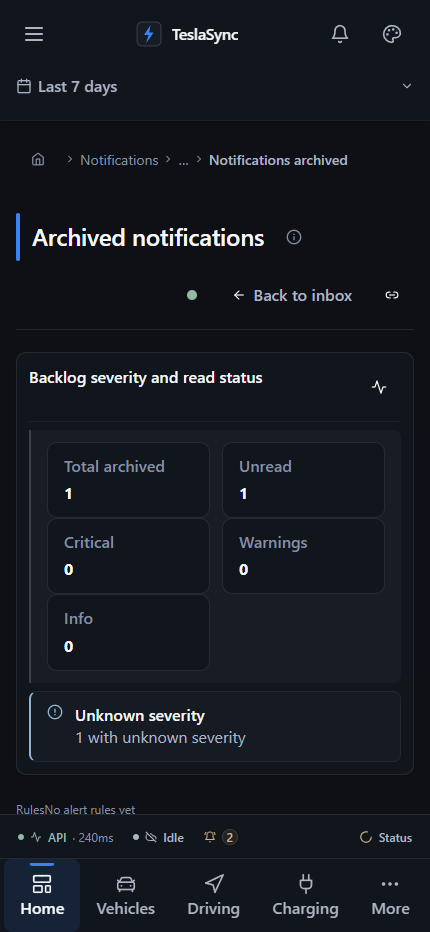 TeslaSync
Last 7 days
Notifications ... Notifications archived
Archived notifications
Back to inbox
Backlog severity and read status
Total archived
1
Unread
1
Critical
0
Warnings
0
Info
0
Unknown severity
1 with unknown severity
RulesNo alert rules yet
API · 240ms Idle 2 Status
Home Vehicles Driving Charging More